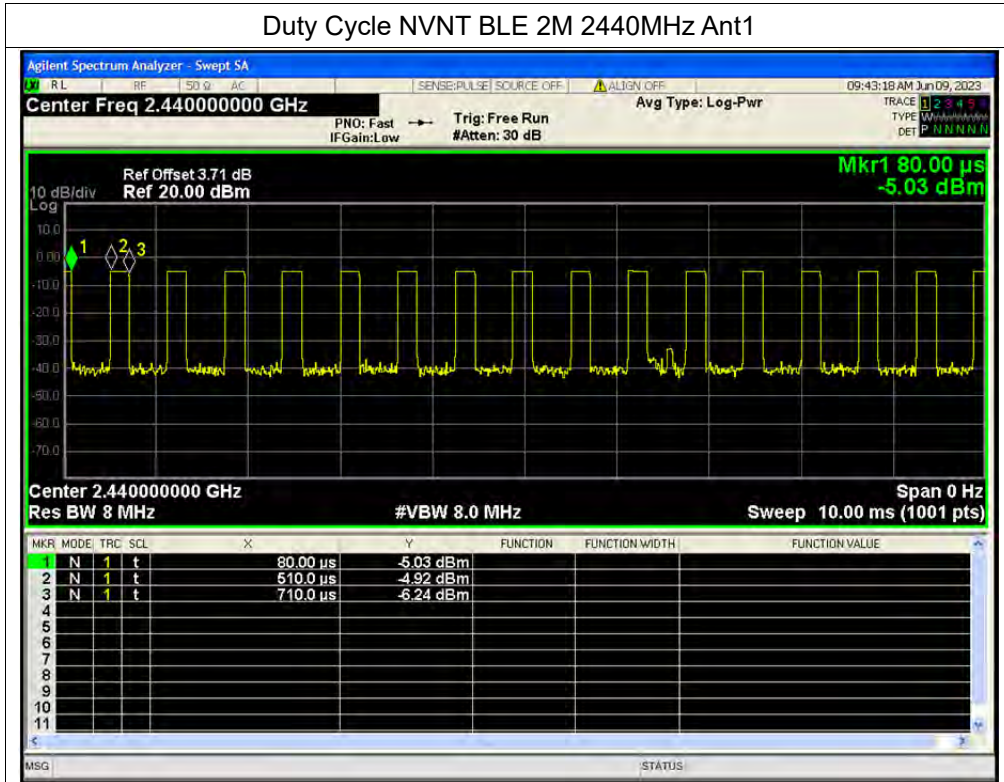 Duty Cycle NVNT BLE 2M 2440MHz Ant1
Agilent Spectrum Analyzer - Swept SA
RL RF 50 Ω AC SENSE:PULSE SOURCE OFF ALIGN OFF 09:43:18 AM Jun 09, 2023
Center Freq 2.440000000 GHz Avg Type: Log-Pwr TRACE 1 2 3 4 5 6
PNO: Fast Trig: Free Run TYPE W
IFGain:Low #Atten: 30 dB DET P N N N N N
Mkr1 80.00 µs
-5.03 dBm
Ref Offset 3.71 dB
10 dB/div Ref 20.00 dBm
Log
10.0
0.00
-10.0
-20.0
-30.0
-40.0
-50.0
-60.0
-70.0
1 2 3
Center 2.440000000 GHz Span 0 Hz
Res BW 8 MHz #VBW 8.0 MHz Sweep 10.00 ms (1001 pts)
MKR MODE TRC SCL X Y FUNCTION FUNCTION WIDTH FUNCTION VALUE
1 N 1 t 80.00 µs -5.03 dBm
2 N 1 t 510.0 µs -4.92 dBm
3 N 1 t 710.0 µs -6.24 dBm
4
5
6
7
8
9
10
11
MSG STATUS